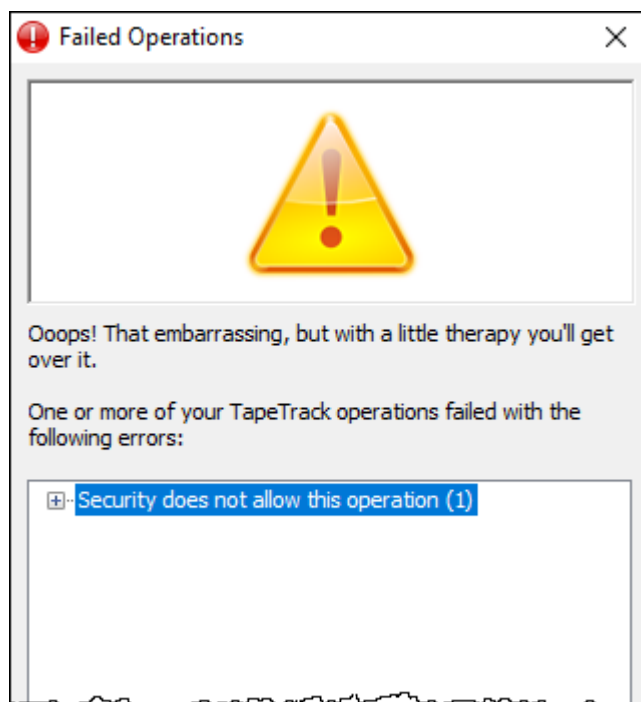 Failed Operations
Ooops! That embarrassing, but with a little therapy you'll get
over it.
One or more of your TapeTrack operations failed with the
following errors:
Security does not allow this operation (1)